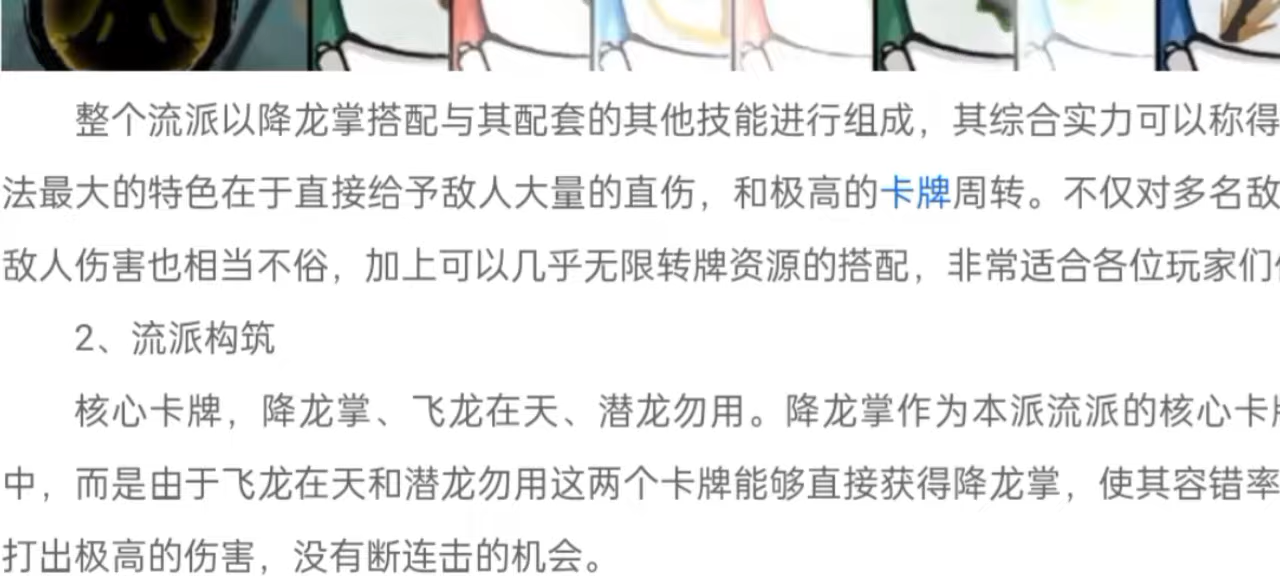 整个流派以降龙掌搭配与其配套的其他技能进行组成，其综合实力可以称得
法最大的特色在于直接给予敌人大量的直伤，和极高的卡牌周转。不仅对多名敌
敌人伤害也相当不俗，加上可以几乎无限转牌资源的搭配，非常适合各位玩家们
2、流派构筑
核心卡牌，降龙掌、飞龙在天、潜龙勿用。降龙掌作为本派流派的核心卡
中，而是由于飞龙在天和潜龙勿用这两个卡牌能够直接获得降龙掌，使其容错率
打出极高的伤害，没有断连击的机会。